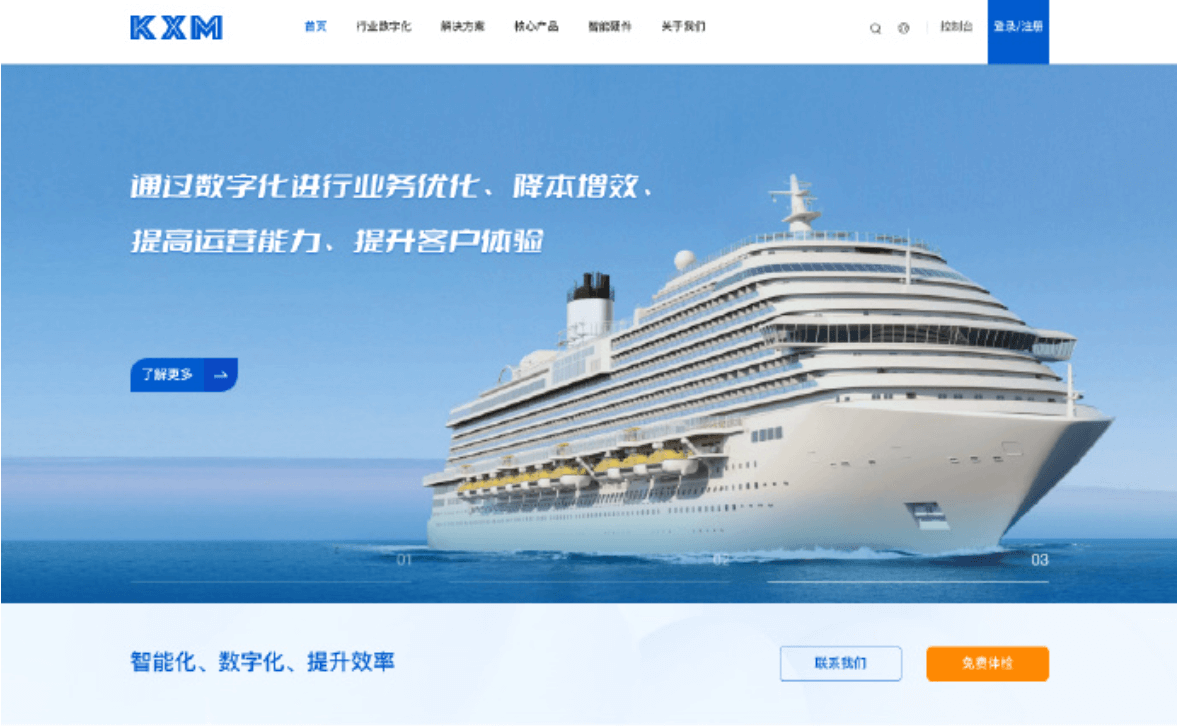 KXM
首页
行业数字化
解决方案
核心产品
智能硬件
关于我们
控制台
登录/注册
通过数字化进行业务优化、降本增效、
提高运营能力、提升客户体验
了解更多
01
02
03
智能化、数字化、提升效率
联系我们
免费体检